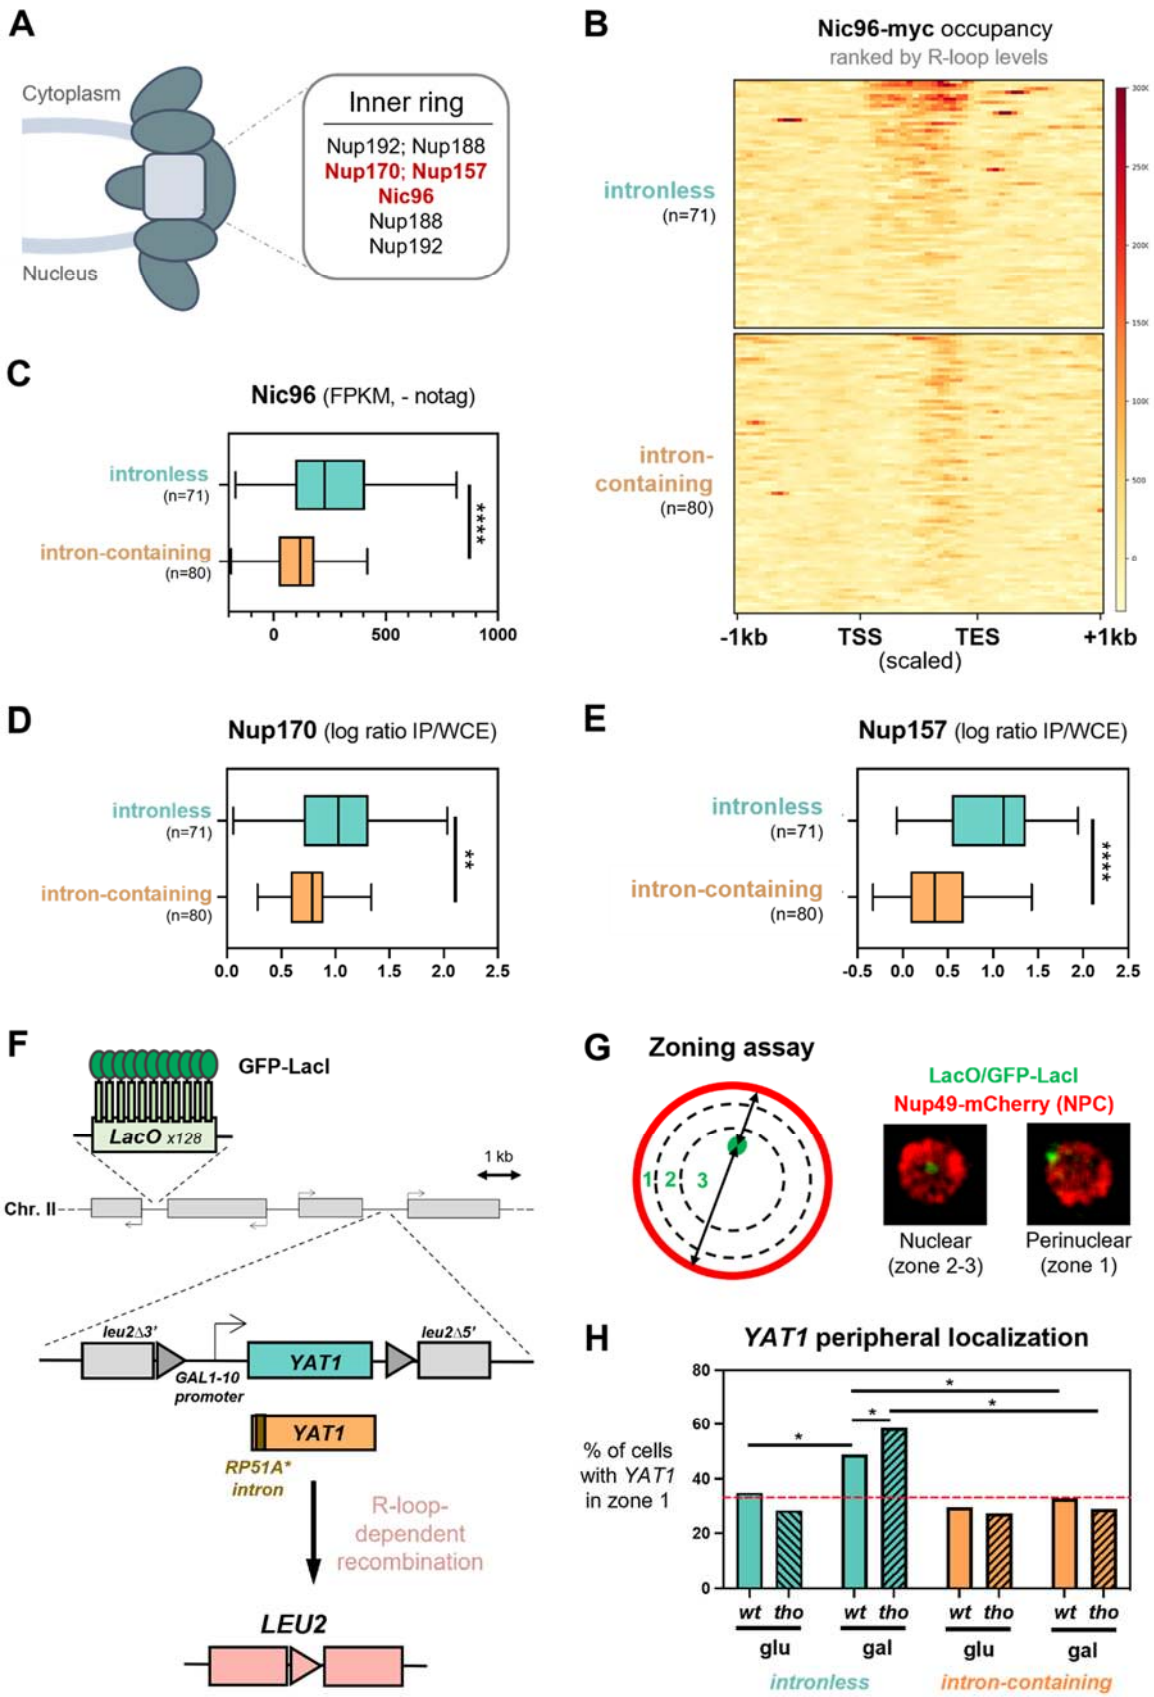 A
Cytoplasm
Nucleus
Inner ring
Nup192; Nup188
Nup170; Nup157
Nic96
Nup188
Nup192
B
Nic96-myc occupancy
ranked by R-loop levels
intronless
(n=71)
intron-
containing
(n=80)
3000
2500
2000
1500
1000
500
0
-1kb
TSS
TES
+1kb
(scaled)
C
Nic96 (FPKM, - notag)
intronless
(n=71)
intron-containing
(n=80)
****
0
500
1000
D
Nup170 (log ratio IP/WCE)
intronless
(n=71)
intron-containing
(n=80)
**
0.0 0.5 1.0 1.5 2.0 2.5
E
Nup157 (log ratio IP/WCE)
intronless
(n=71)
intron-containing
(n=80)
****
-0.5 0.0 0.5 1.0 1.5 2.0 2.5
F
GFP-LacI
LacO x128
1 kb
Chr. II
leu2Δ3'
leu2Δ5'
GAL1-10
promoter
YAT1
YAT1
RP51A*
intron
R-loop-
dependent
recombination
LEU2
G
Zoning assay
1 2 3
LacO/GFP-LacI
Nup49-mCherry (NPC)
Nuclear
(zone 2-3)
Perinuclear
(zone 1)
H
YAT1 peripheral localization
% of cells
with YAT1
in zone 1
80
60
40
20
0
*
*
*
*
wt tho wt tho wt tho wt tho
glu gal glu gal
intronless intron-containing